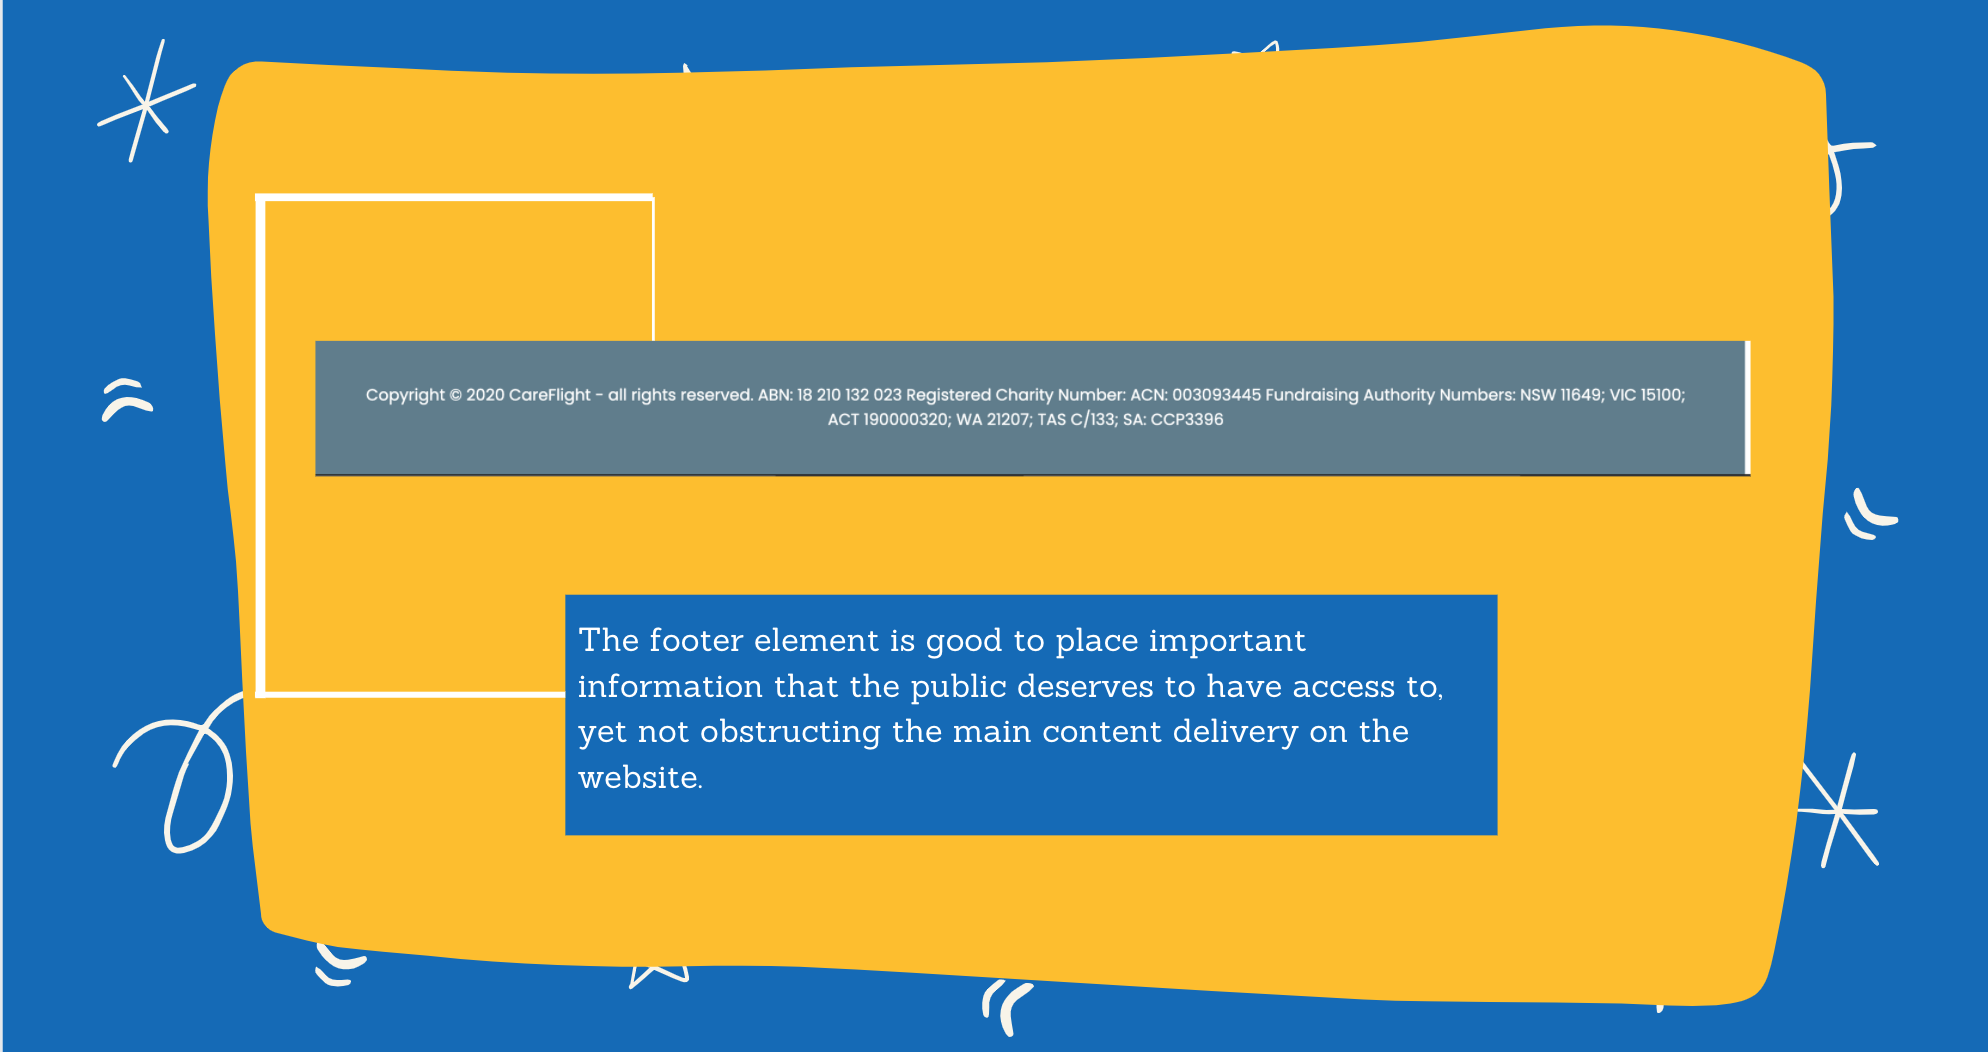 Copyright © 2020 CareFlight - all rights reserved. ABN: 18 210 132 023 Registered Charity Number: ACN: 003093445 Fundraising Authority Numbers: NSW 11649; VIC 15100;
ACT 190000320; WA 21207; TAS C/133; SA: CCP3396
The footer element is good to place important
information that the public deserves to have access to,
yet not obstructing the main content delivery on the
website.